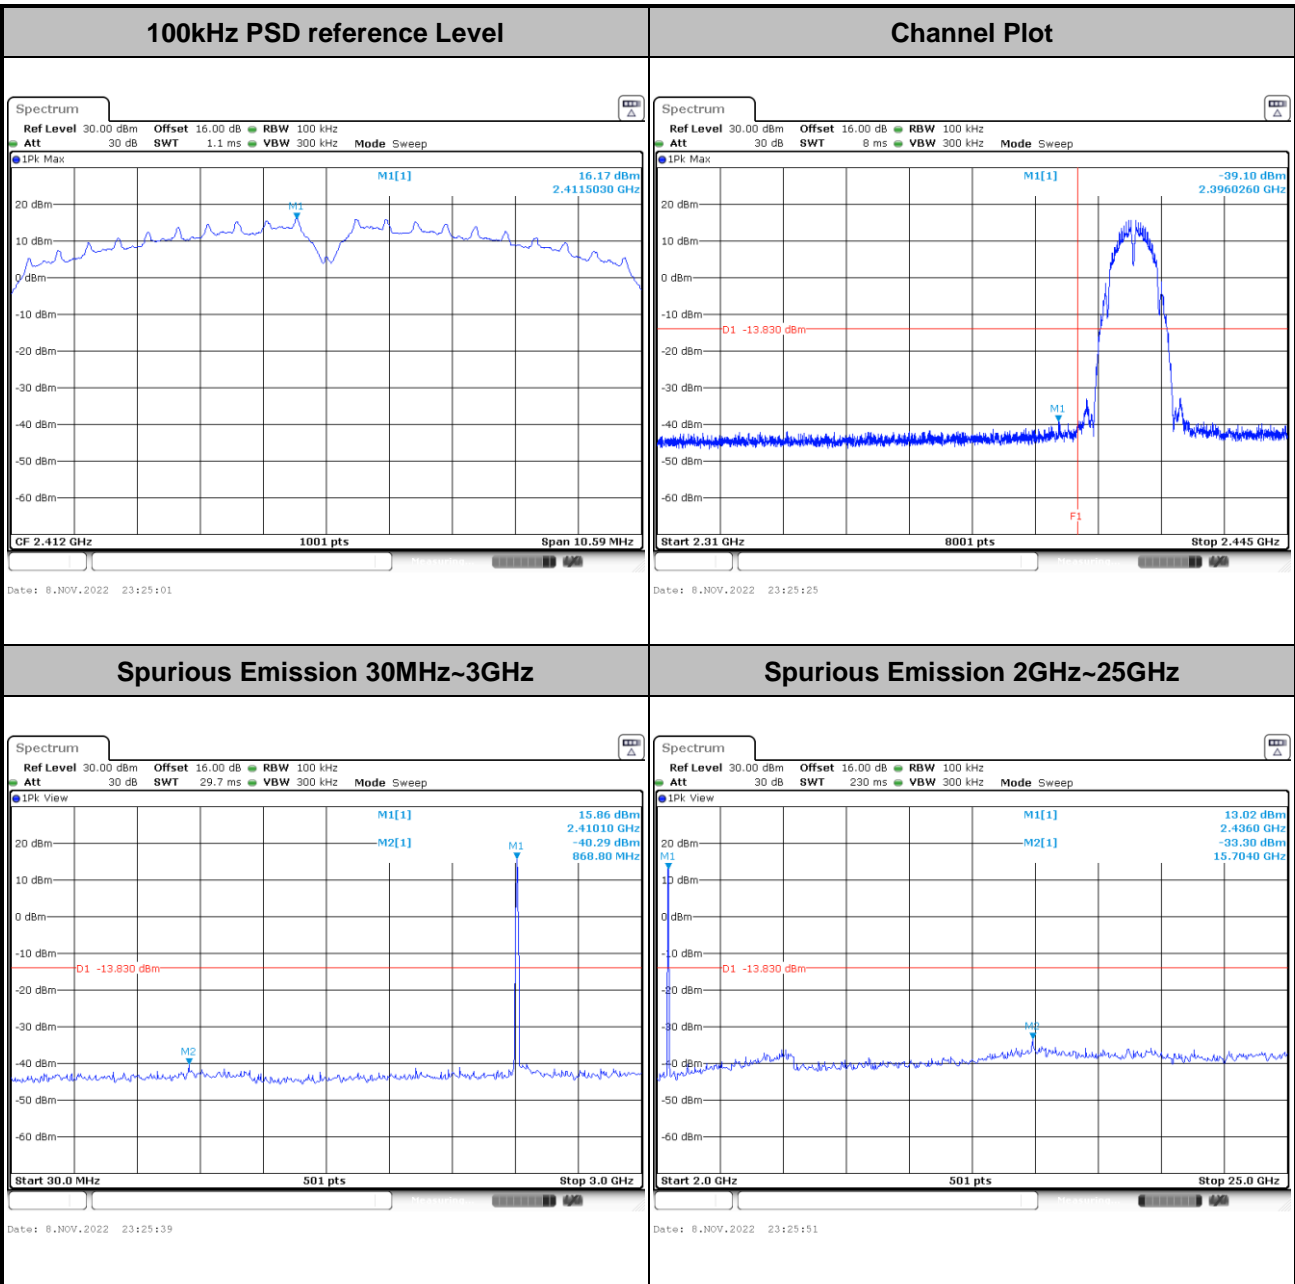 100kHz PSD reference Level
Channel Plot
Spectrum
Ref Level 30.00 dBm Offset 16.00 dB RBW 100 kHz
Att 30 dB SWT 1.1 ms VBW 300 kHz Mode Sweep
1Pk Max
M1[1] 16.17 dBm
2.4115030 GHz
M1
20 dBm
10 dBm
0 dBm
-10 dBm
-20 dBm
-30 dBm
-40 dBm
-50 dBm
-60 dBm
CF 2.412 GHz 1001 pts Span 10.59 MHz
Measuring...
Date: 8.NOV.2022 23:25:01
Spectrum
Ref Level 30.00 dBm Offset 16.00 dB RBW 100 kHz
Att 30 dB SWT 8 ms VBW 300 kHz Mode Sweep
1Pk Max
M1[1] -39.10 dBm
2.3960260 GHz
20 dBm
10 dBm
0 dBm
-10 dBm
D1 -13.830 dBm
-20 dBm
-30 dBm
M1
-40 dBm
-50 dBm
-60 dBm
F1
Start 2.31 GHz 8001 pts Stop 2.445 GHz
Measuring...
Date: 8.NOV.2022 23:25:25
Spurious Emission 30MHz~3GHz
Spurious Emission 2GHz~25GHz
Spectrum
Ref Level 30.00 dBm Offset 16.00 dB RBW 100 kHz
Att 30 dB SWT 29.7 ms VBW 300 kHz Mode Sweep
1Pk View
M1[1] 15.86 dBm
2.41010 GHz
M2[1] -40.29 dBm
868.80 MHz
M1
20 dBm
10 dBm
0 dBm
-10 dBm
D1 -13.830 dBm
-20 dBm
-30 dBm
M2
-40 dBm
-50 dBm
-60 dBm
Start 30.0 MHz 501 pts Stop 3.0 GHz
Measuring...
Date: 8.NOV.2022 23:25:39
Spectrum
Ref Level 30.00 dBm Offset 16.00 dB RBW 100 kHz
Att 30 dB SWT 230 ms VBW 300 kHz Mode Sweep
1Pk View
M1[1] 13.02 dBm
2.4360 GHz
M2[1] -33.30 dBm
15.7040 GHz
20 dBm
M1
10 dBm
0 dBm
-10 dBm
D1 -13.830 dBm
-20 dBm
-30 dBm
M2
-40 dBm
-50 dBm
-60 dBm
Start 2.0 GHz 501 pts Stop 25.0 GHz
Measuring...
Date: 8.NOV.2022 23:25:51